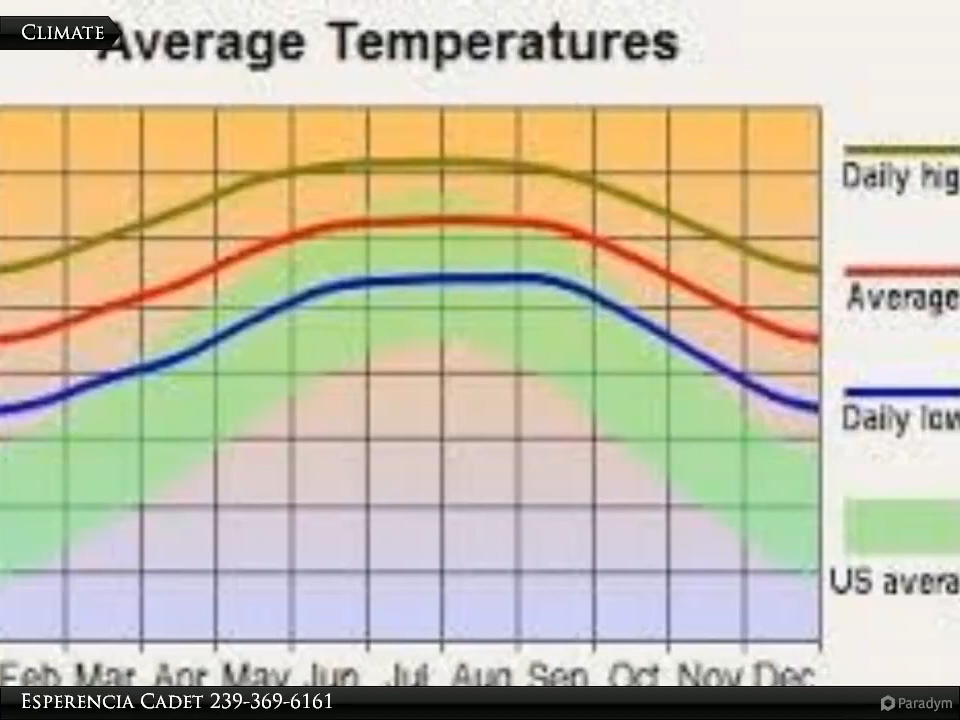 Climate
Average Temperatures
Daily hig
Average
Daily low
US avera
Feb Mar Apr May Jun Jul Aug Sep Oct Nov Dec
Esperencia Cadet 239-369-6161
Paradym